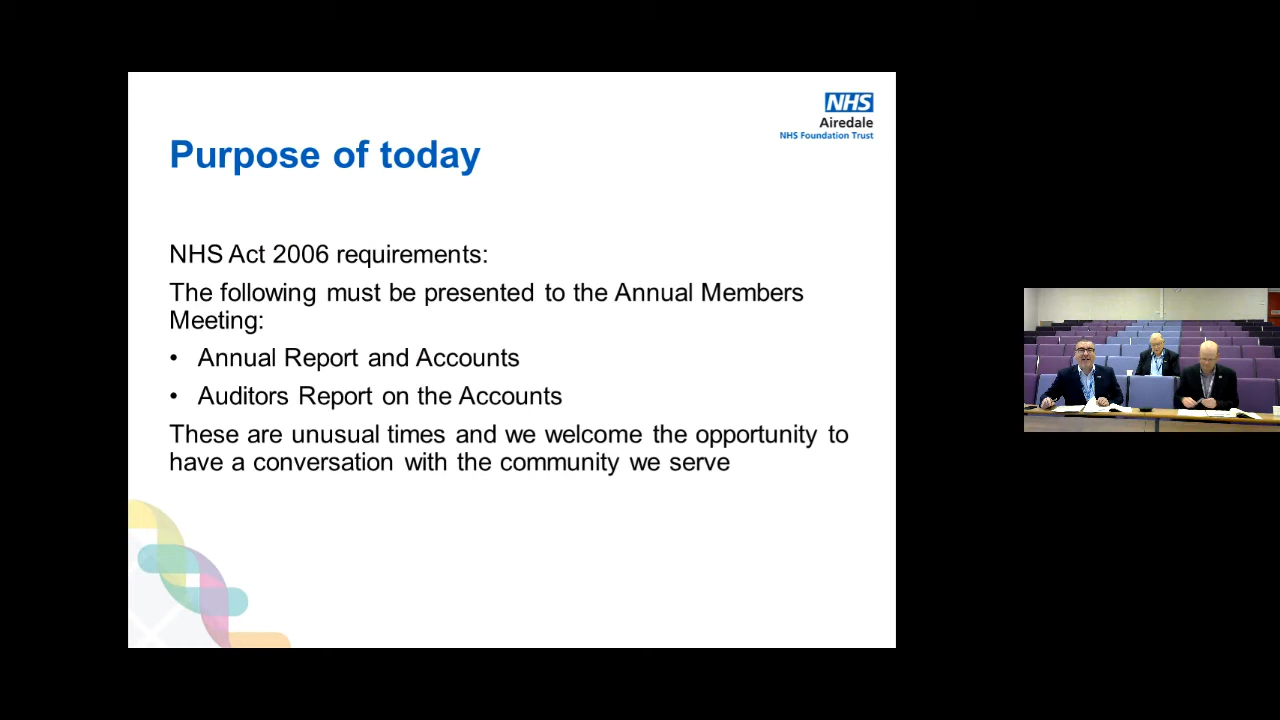 NHS
Airedale
NHS Foundation Trust
Purpose of today
NHS Act 2006 requirements:
The following must be presented to the Annual Members
Meeting:
• Annual Report and Accounts
• Auditors Report on the Accounts
These are unusual times and we welcome the opportunity to
have a conversation with the community we serve